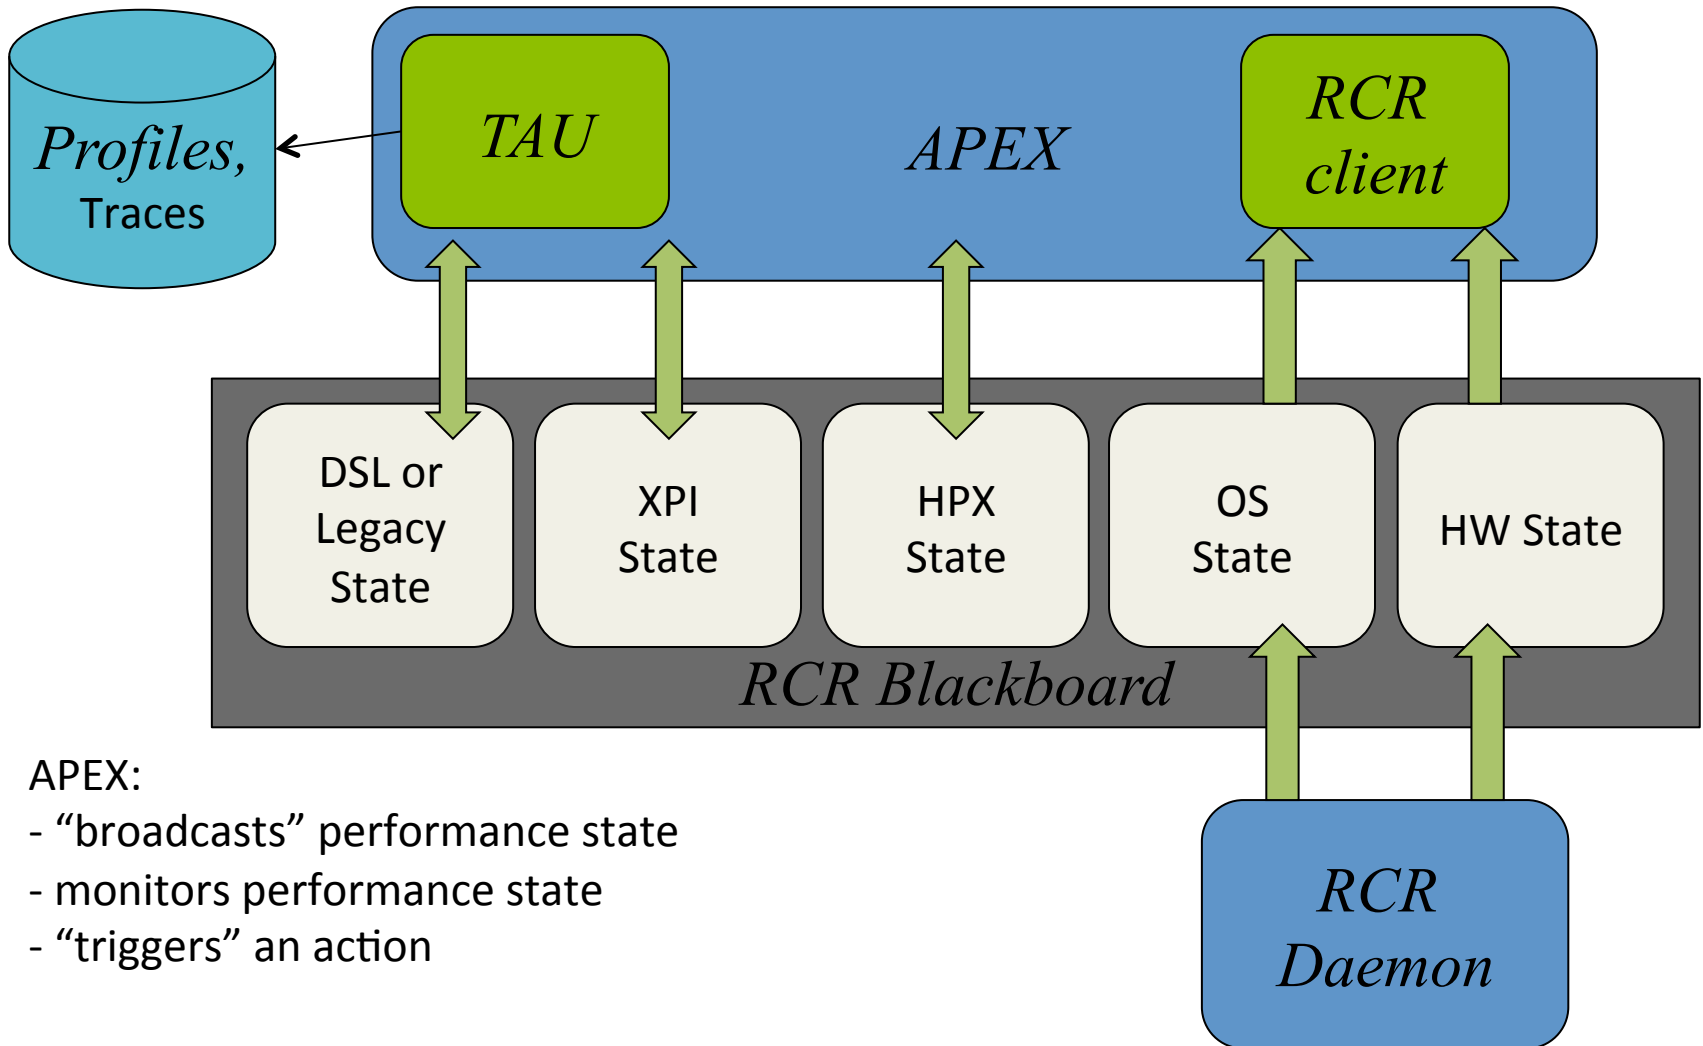 Profiles,
Traces
TAU
APEX
RCR
client
DSL or
Legacy
State
XPI
State
HPX
State
OS
State
HW State
RCR Blackboard
APEX:
- “broadcasts” performance state
- monitors performance state
- “triggers” an action
RCR
Daemon